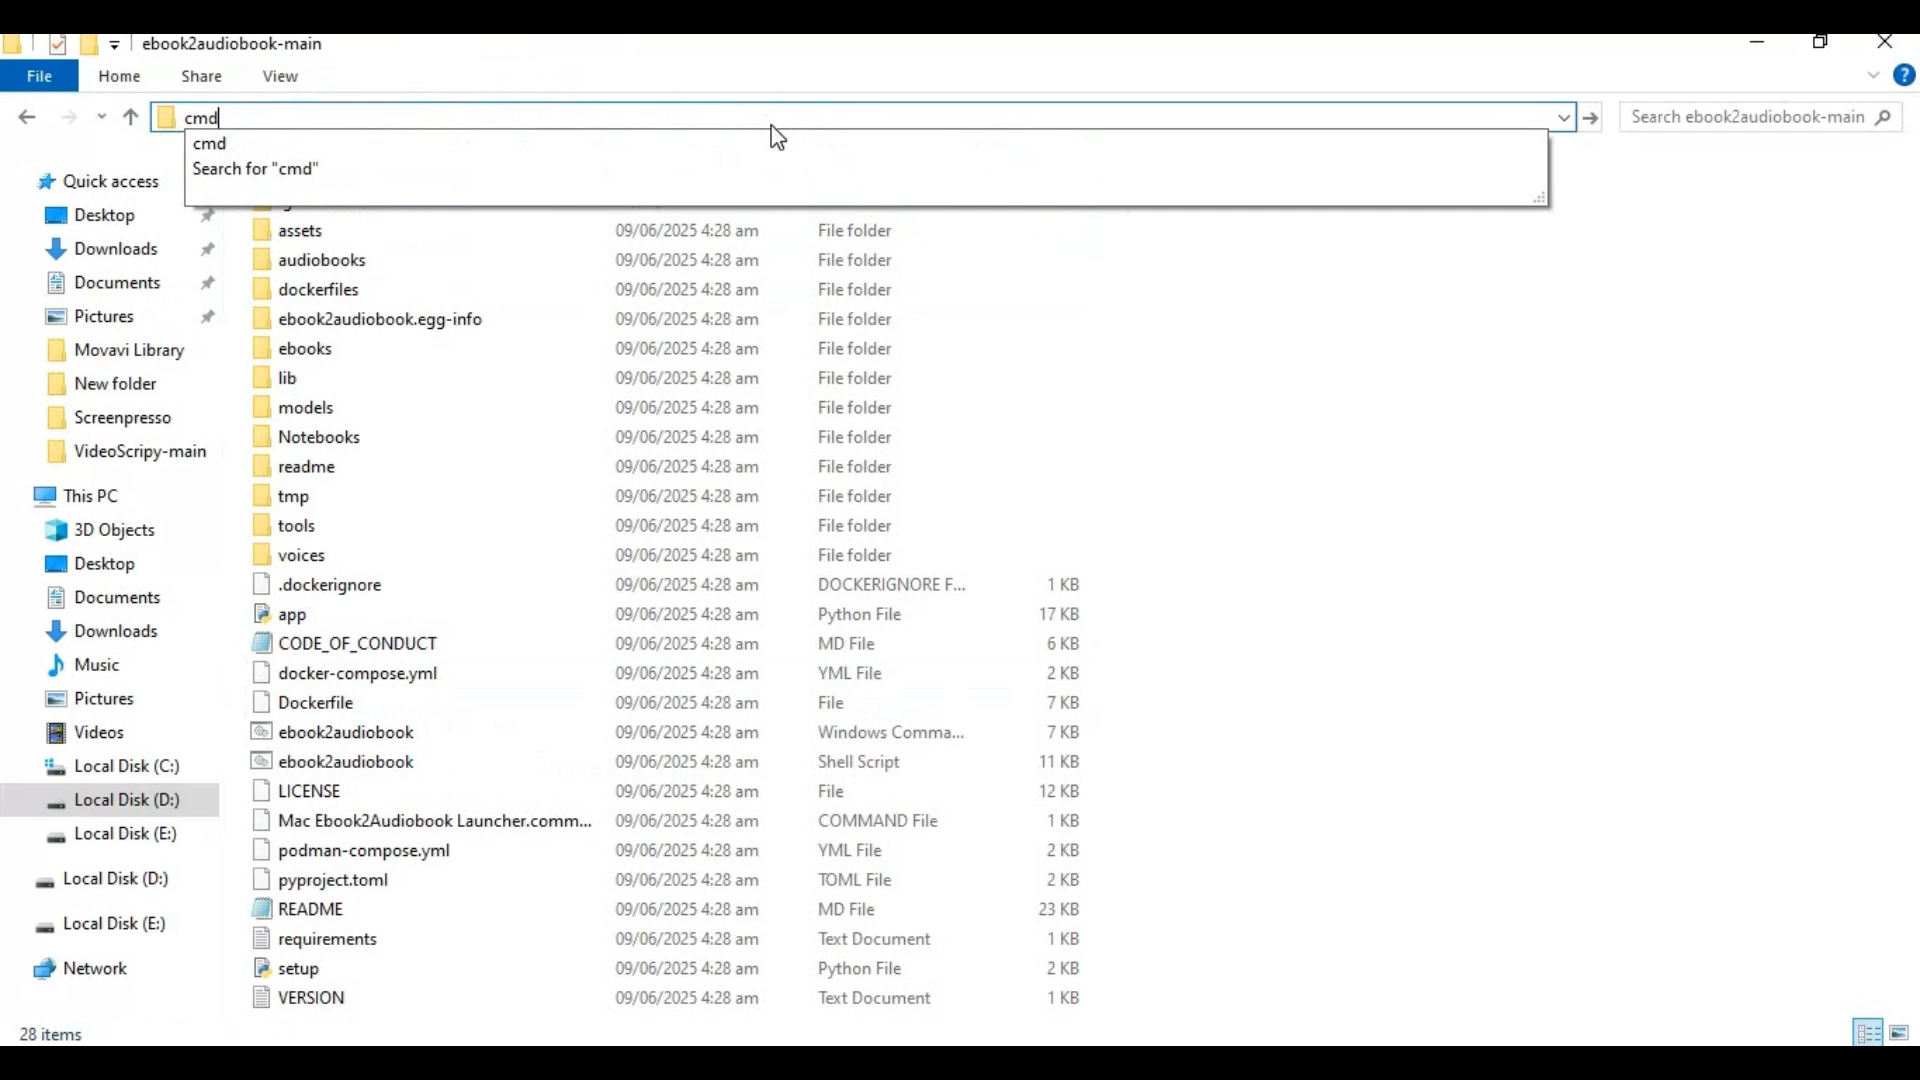 ebook2audiobook-main
File Home Share View
cmd
Search ebook2audiobook-main
cmd
Search for "cmd"
Quick access
Desktop
Downloads
Documents
Pictures
Movavi Library
New folder
Screenpresso
VideoScripy-main
This PC
3D Objects
Desktop
Documents
Downloads
Music
Pictures
Videos
Local Disk (C:)
Local Disk (D:)
Local Disk (E:)
Local Disk (D:)
Local Disk (E:)
Network
assets 09/06/2025 4:28 am File folder
audiobooks 09/06/2025 4:28 am File folder
dockerfiles 09/06/2025 4:28 am File folder
ebook2audiobook.egg-info 09/06/2025 4:28 am File folder
ebooks 09/06/2025 4:28 am File folder
lib 09/06/2025 4:28 am File folder
models 09/06/2025 4:28 am File folder
Notebooks 09/06/2025 4:28 am File folder
readme 09/06/2025 4:28 am File folder
tmp 09/06/2025 4:28 am File folder
tools 09/06/2025 4:28 am File folder
voices 09/06/2025 4:28 am File folder
.dockerignore 09/06/2025 4:28 am DOCKERIGNORE F... 1 KB
app 09/06/2025 4:28 am Python File 17 KB
CODE_OF_CONDUCT 09/06/2025 4:28 am MD File 6 KB
docker-compose.yml 09/06/2025 4:28 am YML File 2 KB
Dockerfile 09/06/2025 4:28 am File 7 KB
ebook2audiobook 09/06/2025 4:28 am Windows Comma... 7 KB
ebook2audiobook 09/06/2025 4:28 am Shell Script 11 KB
LICENSE 09/06/2025 4:28 am File 12 KB
Mac Ebook2Audiobook Launcher.comm... 09/06/2025 4:28 am COMMAND File 1 KB
podman-compose.yml 09/06/2025 4:28 am YML File 2 KB
pyproject.toml 09/06/2025 4:28 am TOML File 2 KB
README 09/06/2025 4:28 am MD File 23 KB
requirements 09/06/2025 4:28 am Text Document 1 KB
setup 09/06/2025 4:28 am Python File 2 KB
VERSION 09/06/2025 4:28 am Text Document 1 KB
28 items